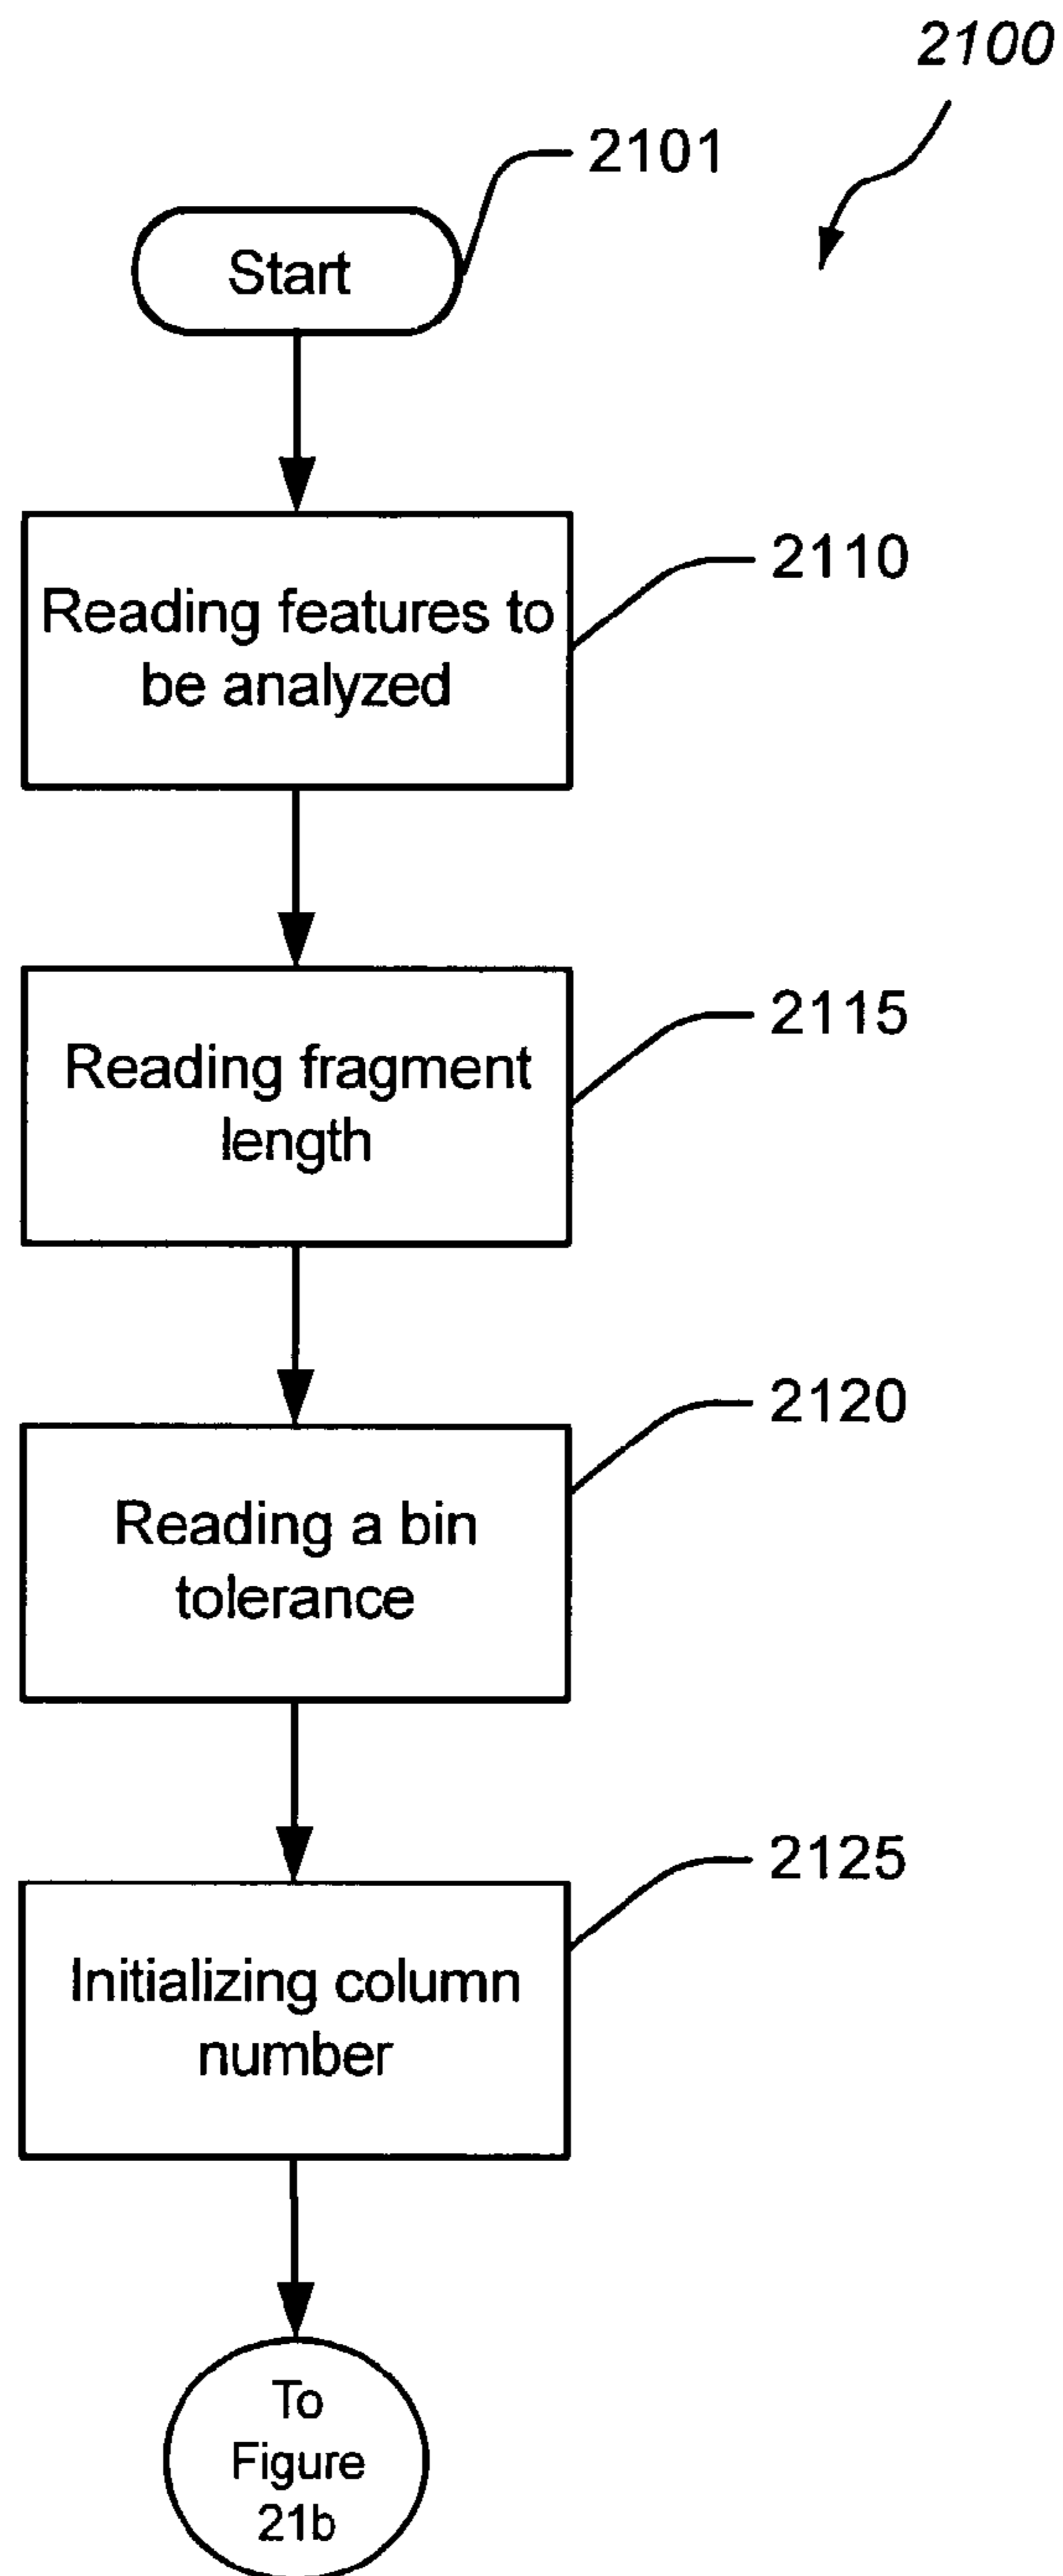 2100
2101
Start
2110
Reading features to
be analyzed
2115
Reading fragment
length
2120
Reading a bin
tolerance
2125
Initializing column
number
To
Figure
21b